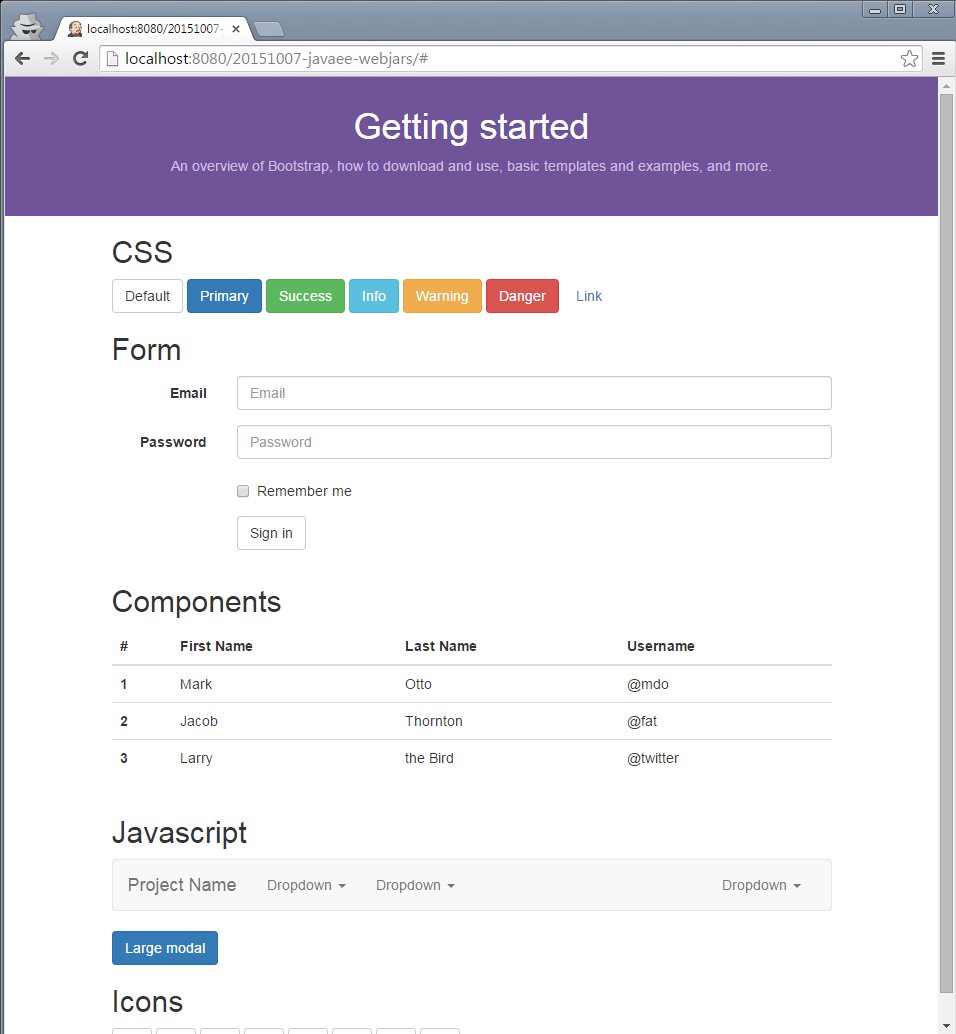 localhost:8080/20151007-
localhost:8080/20151007-javaee-webjars/#
Getting started
An overview of Bootstrap, how to download and use, basic templates and examples, and more.
CSS
Default Primary Success Info Warning Danger Link
Form
Email Email
Password Password
Remember me
Sign in
Components
# First Name Last Name Username
1 Mark Otto @mdo
2 Jacob Thornton @fat
3 Larry the Bird @twitter
Javascript
Project Name Dropdown Dropdown Dropdown
Large modal
Icons